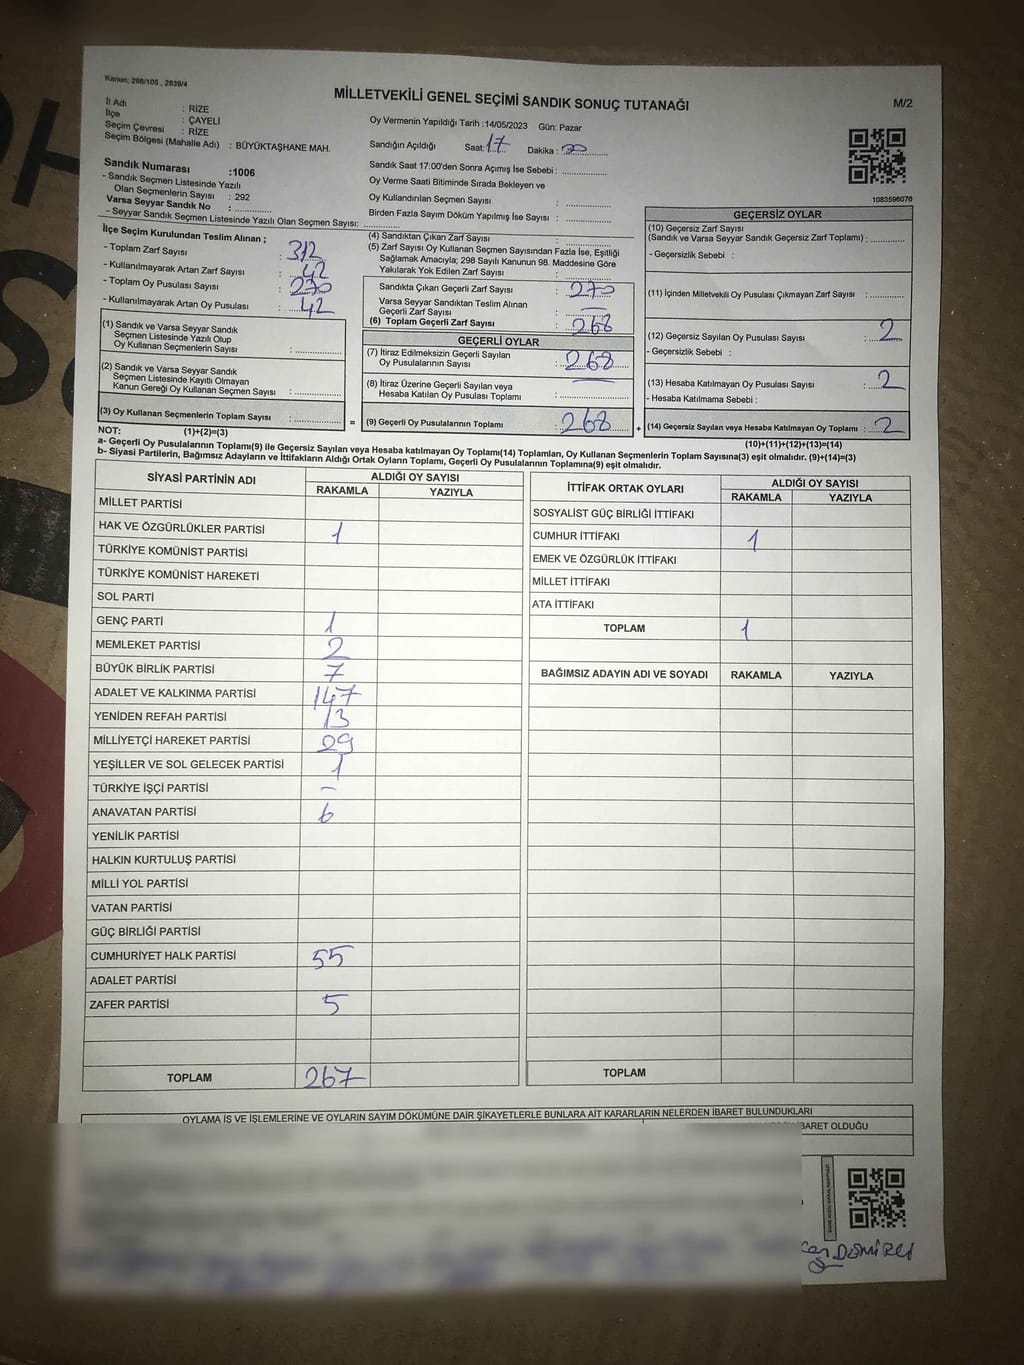 Kanun; 298/105 , 2839/4
MİLLETVEKİLİ GENEL SEÇİMİ SANDIK SONUÇ TUTANAĞI
M/2
İl Adı : RİZE
İlçe : ÇAYELİ
Seçim Çevresi : RİZE
Seçim Bölgesi (Mahalle Adı) : BÜYÜKTAŞHANE MAH.
Oy Vermenin Yapıldığı Tarih :14/05/2023 Gün: Pazar
Sandığın Açıldığı Saat: 17 Dakika :
Sandık Saat 17:00'den Sonra Açımış İse Sebebi :
Oy Verme Saati Bitiminde Sırada Bekleyen ve
Oy Kullandırılan Seçmen Sayısı :
Birden Fazla Sayım Döküm Yapılmış İse Sayısı :
Sandık Numarası :1006
- Sandık Seçmen Listesinde Yazılı
Olan Seçmenlerin Sayısı : 292
Varsa Seyyar Sandık No :
- Seyyar Sandık Seçmen Listesinde Yazılı Olan Seçmen Sayısı:
1083596076
İlçe Seçim Kurulundan Teslim Alınan ;
- Toplam Zarf Sayısı : 312
- Kullanılmayarak Artan Zarf Sayısı : 42
- Toplam Oy Pusulası Sayısı : 270
- Kullanılmayarak Artan Oy Pusulası : 42
(1) Sandık ve Varsa Seyyar Sandık
Seçmen Listesinde Yazılı Olup
Oy Kullanan Seçmenlerin Sayısı :
(2) Sandık ve Varsa Seyyar Sandık
Seçmen Listesinde Kayıtlı Olmayan
Kanun Gereği Oy Kullanan Seçmen Sayısı :
(3) Oy Kullanan Seçmenlerin Toplam Sayısı :
=
(4) Sandıktan Çıkan Zarf Sayısı :
(5) Zarf Sayısı Oy Kullanan Seçmen Sayısından Fazla İse, Eşitliği
Sağlamak Amacıyla; 298 Sayılı Kanunun 98. Maddesine Göre
Yakılarak Yok Edilen Zarf Sayısı :
Sandıkta Çıkan Geçerli Zarf Sayısı : 270
Varsa Seyyar Sandıktan Teslim Alınan
Geçerli Zarf Sayısı : —
(6) Toplam Geçerli Zarf Sayısı : 268
GEÇERLİ OYLAR
(7) İtiraz Edilmeksizin Geçerli Sayılan
Oy Pusulalarının Sayısı : 268
(8) İtiraz Üzerine Geçerli Sayılan veya
Hesaba Katılan Oy Pusulası Toplamı : —
(9) Geçerli Oy Pusulalarının Toplamı : 268
+
GEÇERSİZ OYLAR
(10) Geçersiz Zarf Sayısı
(Sandık ve Varsa Seyyar Sandık Geçersiz Zarf Toplamı) :
- Geçersizlik Sebebi :
(11) İçinden Milletvekili Oy Pusulası Çıkmayan Zarf Sayısı :
(12) Geçersiz Sayılan Oy Pusulası Sayısı : 2
- Geçersizlik Sebebi :
(13) Hesaba Katılmayan Oy Pusulası Sayısı : 2
- Hesaba Katılmama Sebebi :
(14) Geçersiz Sayılan veya Hesaba Katılmayan Oy Toplamı : 2
NOT: (1)+(2)=(3)
(10)+(11)+(12)+(13)=(14)
a- Geçerli Oy Pusulalarının Toplamı(9) ile Geçersiz Sayılan veya Hesaba katılmayan Oy Toplamı(14) Toplamları, Oy Kullanan Seçmenlerin Toplam Sayısına(3) eşit olmalıdır. (9)+(14)=(3)
b- Siyasi Partilerin, Bağımsız Adayların ve İttifakların Aldığı Oyların Toplamı, Geçerli Oy Pusulalarının Toplamına(9) eşit olmalıdır.
SİYASİ PARTİNİN ADI ALDIĞI OY SAYISI
RAKAMLA YAZIYLA
MİLLET PARTİSİ
HAK VE ÖZGÜRLÜKLER PARTİSİ 1
TÜRKİYE KOMÜNİST PARTİSİ
TÜRKİYE KOMÜNİST HAREKETİ
SOL PARTİ
GENÇ PARTİ 1
MEMLEKET PARTİSİ 2
BÜYÜK BİRLİK PARTİSİ 7
ADALET VE KALKINMA PARTİSİ 147
YENİDEN REFAH PARTİSİ 13
MİLLİYETÇİ HAREKET PARTİSİ 29
YEŞİLLER VE SOL GELECEK PARTİSİ 1
TÜRKİYE İŞÇİ PARTİSİ –
ANAVATAN PARTİSİ 6
YENİLİK PARTİSİ
HALKIN KURTULUŞ PARTİSİ
MİLLİ YOL PARTİSİ
VATAN PARTİSİ
GÜÇ BİRLİĞİ PARTİSİ
CUMHURİYET HALK PARTİSİ 55
ADALET PARTİSİ
ZAFER PARTİSİ 5
TOPLAM 267
İTTİFAK ORTAK OYLARI ALDIĞI OY SAYISI
RAKAMLA YAZIYLA
SOSYALİST GÜÇ BİRLİĞİ İTTİFAKI
CUMHUR İTTİFAKI 1
EMEK VE ÖZGÜRLÜK İTTİFAKI
MİLLET İTTİFAKI
ATA İTTİFAKI
TOPLAM 1
BAĞIMSIZ ADAYIN ADI VE SOYADI RAKAMLA YAZIYLA
TOPLAM
OYLAMA İŞ VE İŞLEMLERİNE VE OYLARIN SAYIM DÖKÜMÜNE DAİR ŞİKAYETLERLE BUNLARA AİT KARARLARIN NELERDEN İBARET BULUNDUKLARI
İBARET OLDUĞU